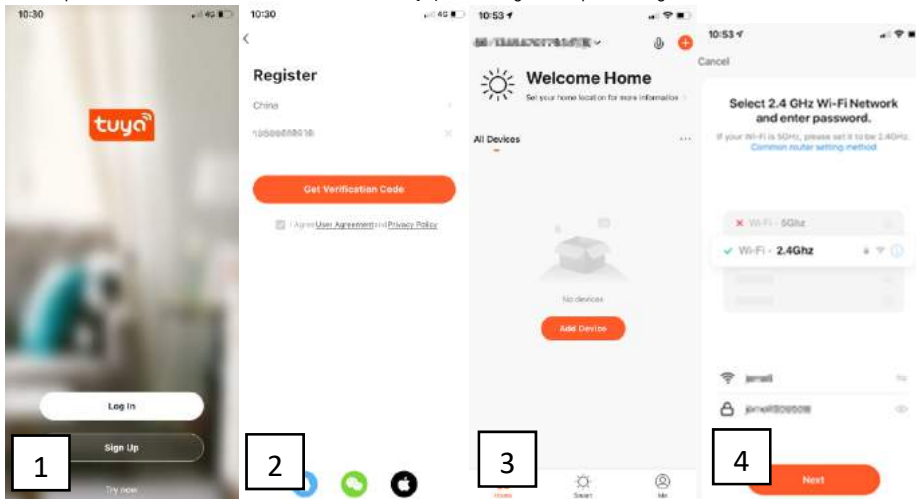 10:30
4G
tuya
Log In
Sign Up
Try now
1
10:30
4G
Register
China
Get Verification Code
I Agree User Agreement and Privacy Policy
2
10:53
Welcome Home
Set your home location for more information
All Devices
...
No devices
Add Device
Home
Smart
Me
3
10:53
Cancel
Select 2.4 GHz Wi-Fi Network
and enter password.
If your Wi-Fi is 5GHz, please set it to be 2.4GHz.
Common router setting method
Wi-Fi - 5Ghz
Wi-Fi - 2.4Ghz
Next
4